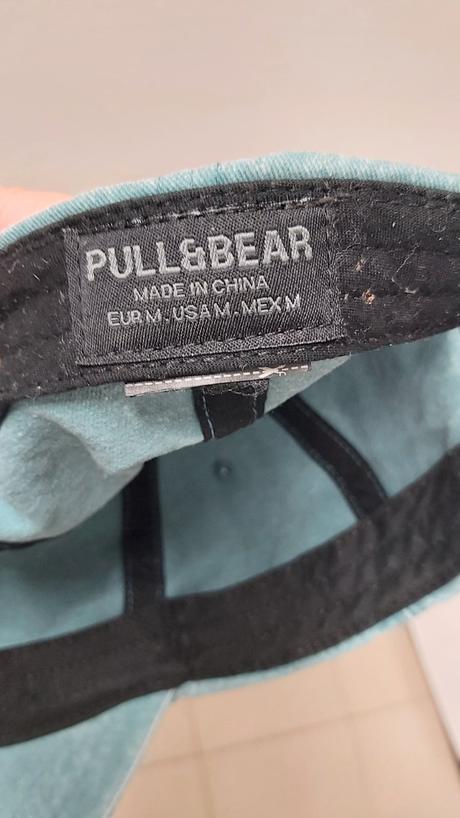 PULL&BEAR
MADE IN CHINA
EUR M . USA M . MEX M